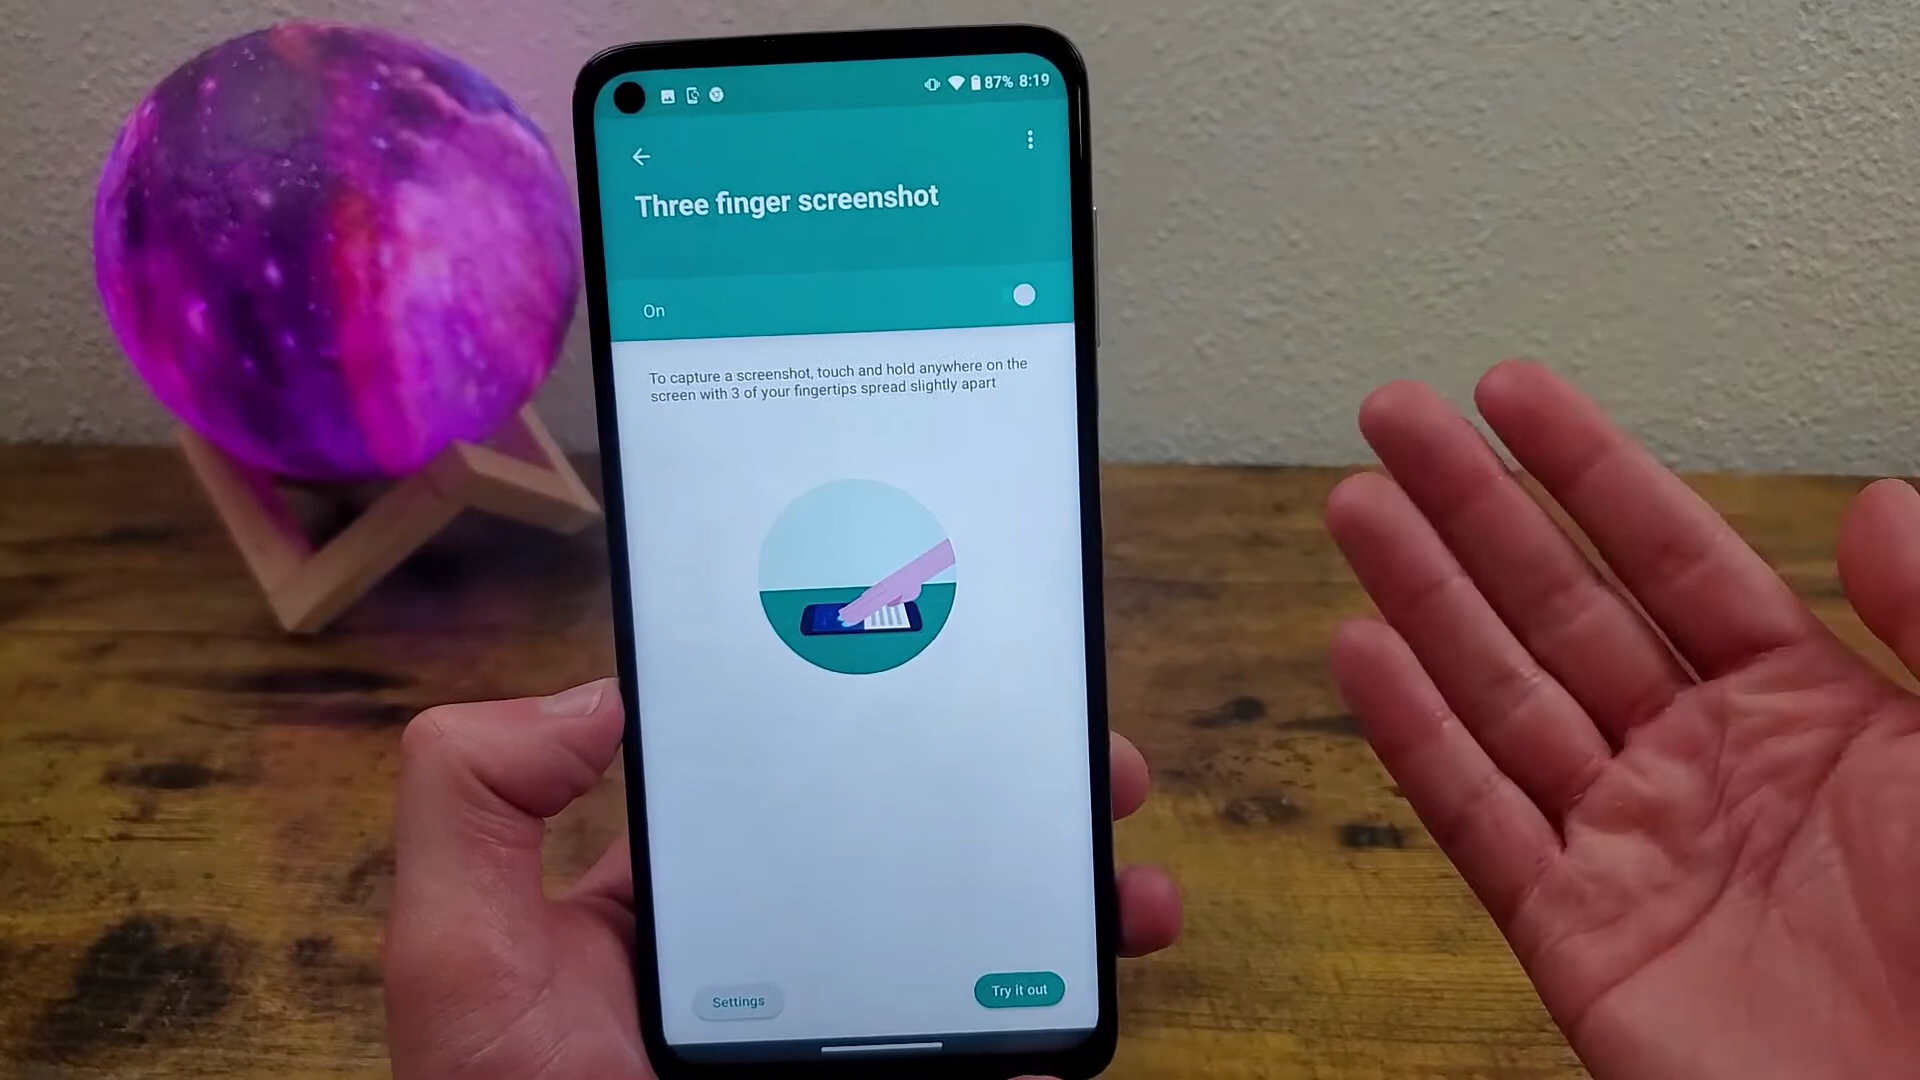 87% 8:19
Three finger screenshot
On
To capture a screenshot, touch and hold anywhere on the
screen with 3 of your fingertips spread slightly apart
Settings
Try it out